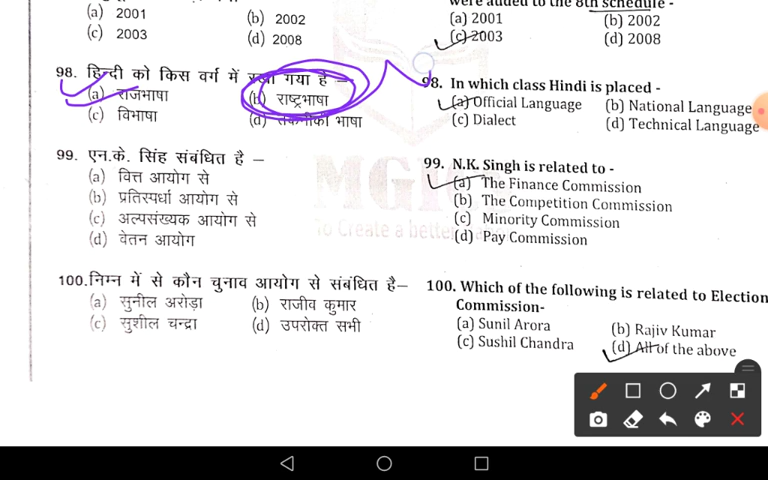 (a) 2001
(b) 2002
(c) 2003
(d) 2008
98. हिन्दी को किस वर्ग में रखा गया है –
(a) राजभाषा
(b) राष्ट्रभाषा
(c) विभाषा
(d) तकनीकी भाषा
99. एन.के. सिंह संबंधित है –
(a) वित्त आयोग से
(b) प्रतिस्पर्धा आयोग से
(c) अल्पसंख्यक आयोग से
(d) वेतन आयोग
100. निम्न में से कौन चुनाव आयोग से संबंधित है–
(a) सुनील अरोड़ा
(b) राजीव कुमार
(c) सुशील चन्द्रा
(d) उपरोक्त सभी
were added to the 8th schedule -
(a) 2001
(b) 2002
(c) 2003
(d) 2008
98. In which class Hindi is placed -
(a) Official Language
(b) National Language
(c) Dialect
(d) Technical Language
99. N.K. Singh is related to -
(a) The Finance Commission
(b) The Competition Commission
(c) Minority Commission
(d) Pay Commission
100. Which of the following is related to Election
Commission-
(a) Sunil Arora
(b) Rajiv Kumar
(c) Sushil Chandra
(d) All of the above
To Create a better